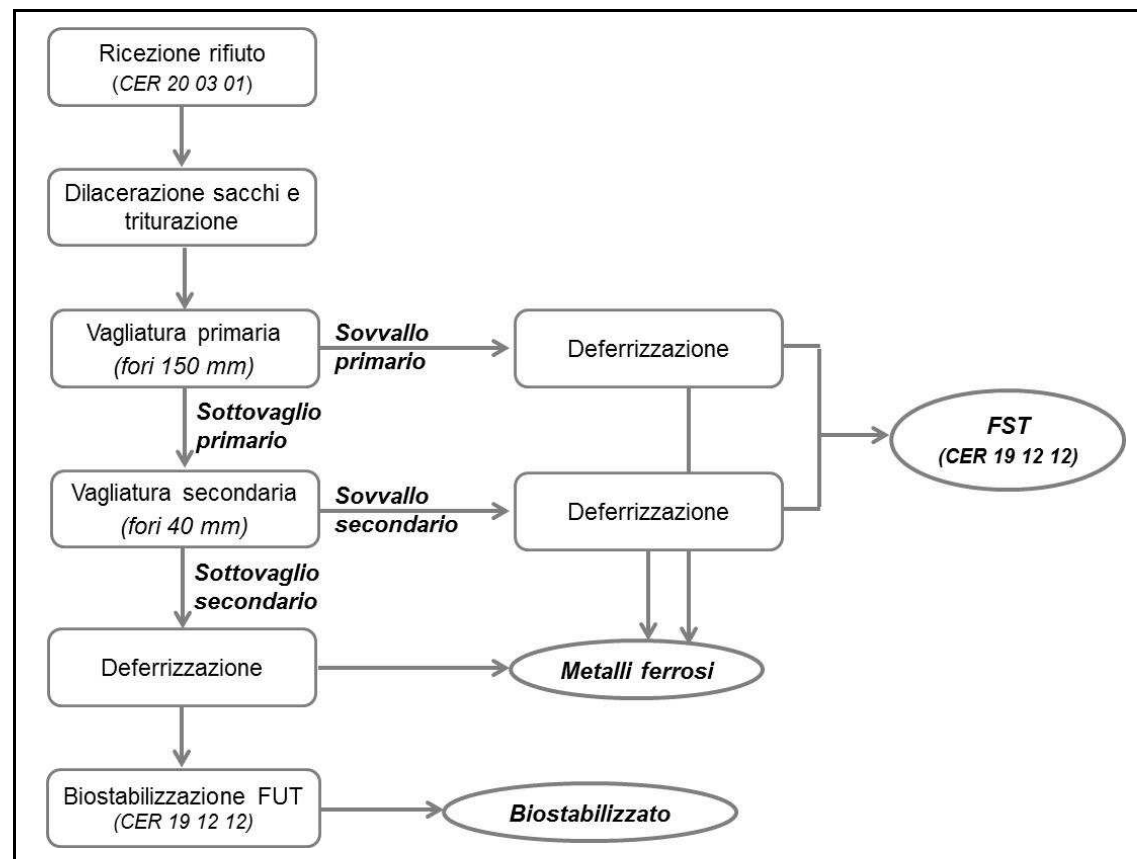 Ricezione rifiuto
(CER 20 03 01)
Dilacerazione sacchi e
triturazione
Vagliatura primaria
(fori 150 mm)
Sovvallo
primario
Deferrizzazione
Sottovaglio
primario
FST
(CER 19 12 12)
Vagliatura secondaria
(fori 40 mm)
Sovvallo
secondario
Deferrizzazione
Sottovaglio
secondario
Deferrizzazione
Metalli ferrosi
Biostabilizzazione FUT
(CER 19 12 12)
Biostabilizzato